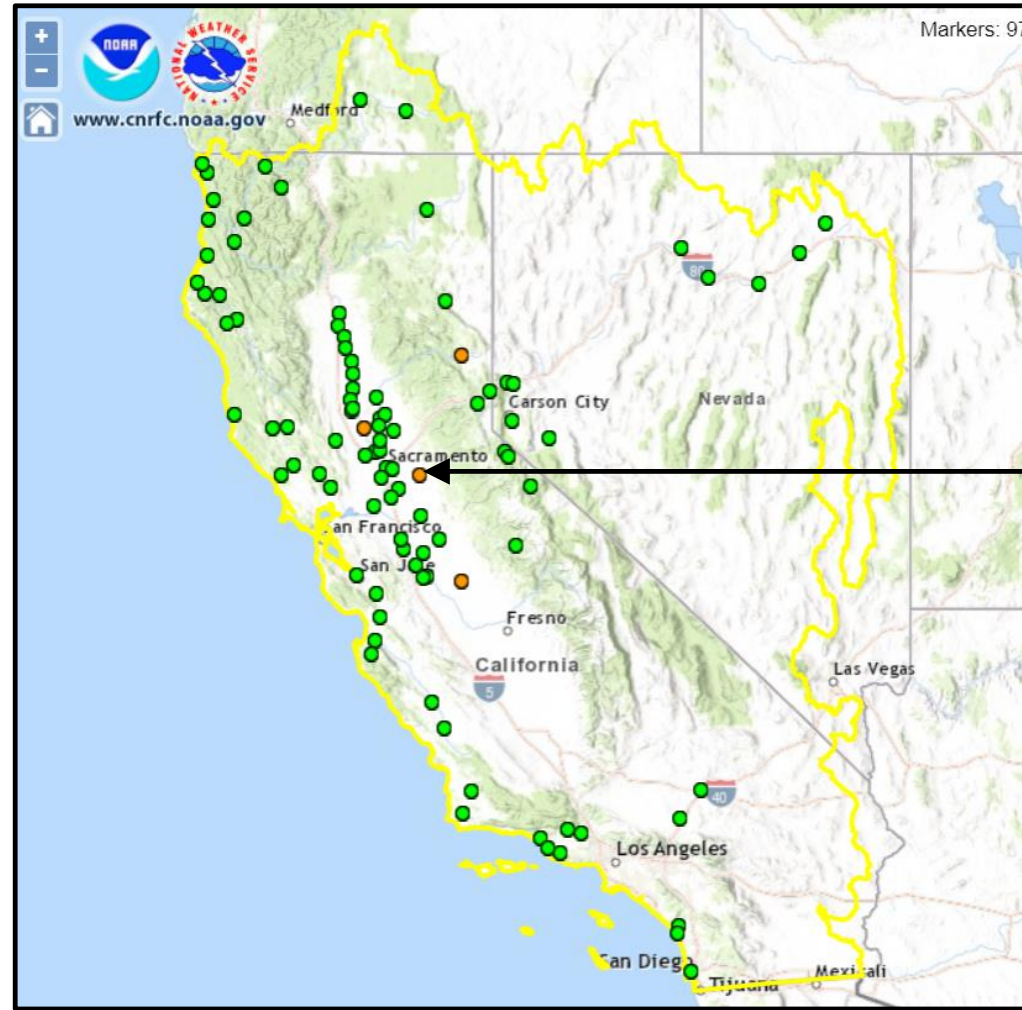 Markers: 97
+
−
NOAA
NATIONAL WEATHER SERVICE
www.cnrfc.noaa.gov
Medford
80
Carson City
Nevada
Sacramento
an Francisco
San Jose
Fresno
California
5
Las Vegas
40
Los Angeles
San Diego
Tijuana
Mexicali